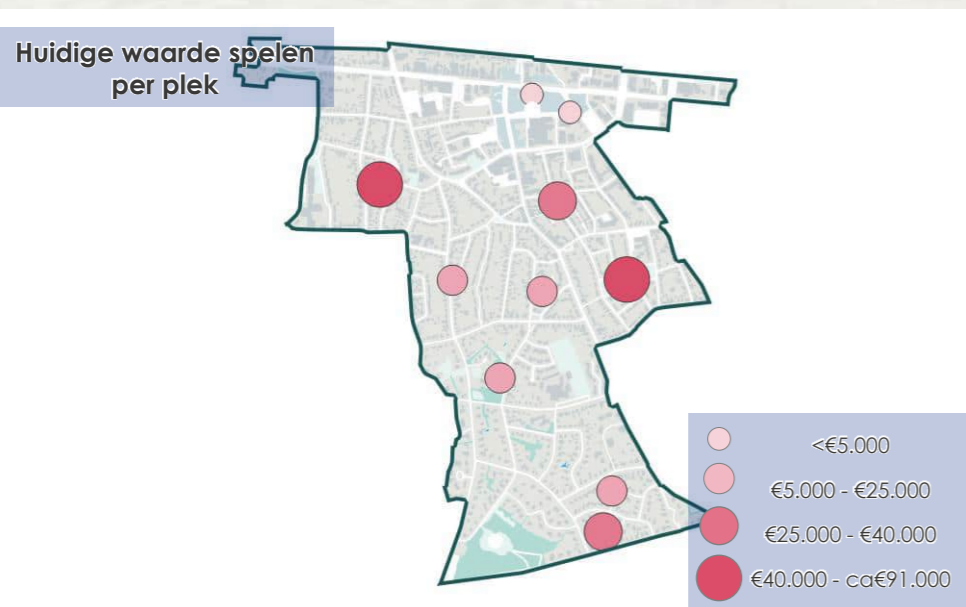 Huidige waarde spelen
per plek
<€5.000
€5.000 - €25.000
€25.000 - €40.000
€40.000 - ca€91.000